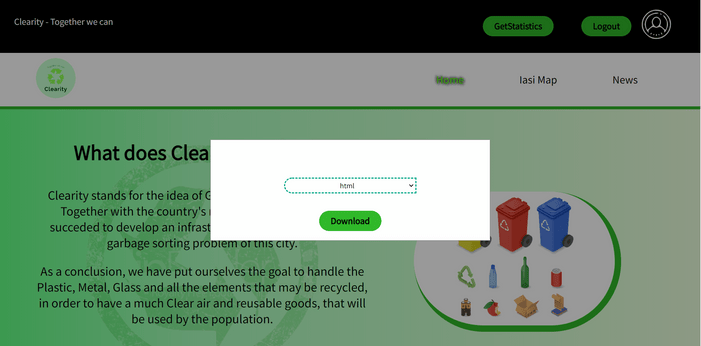 Clearity - Together we can
GetStatistics
Logout
Clearity
Home
Iasi Map
News
What does Clea
html
Download
Clearity stands for the idea of G
Together with the country's
succeded to develop an infrast
garbage sorting problem of this city.
As a conclusion, we have put ourselves the goal to handle the
Plastic, Metal, Glass and all the elements that may be recycled,
in order to have a much Clear air and reusable goods, that will
be used by the population.